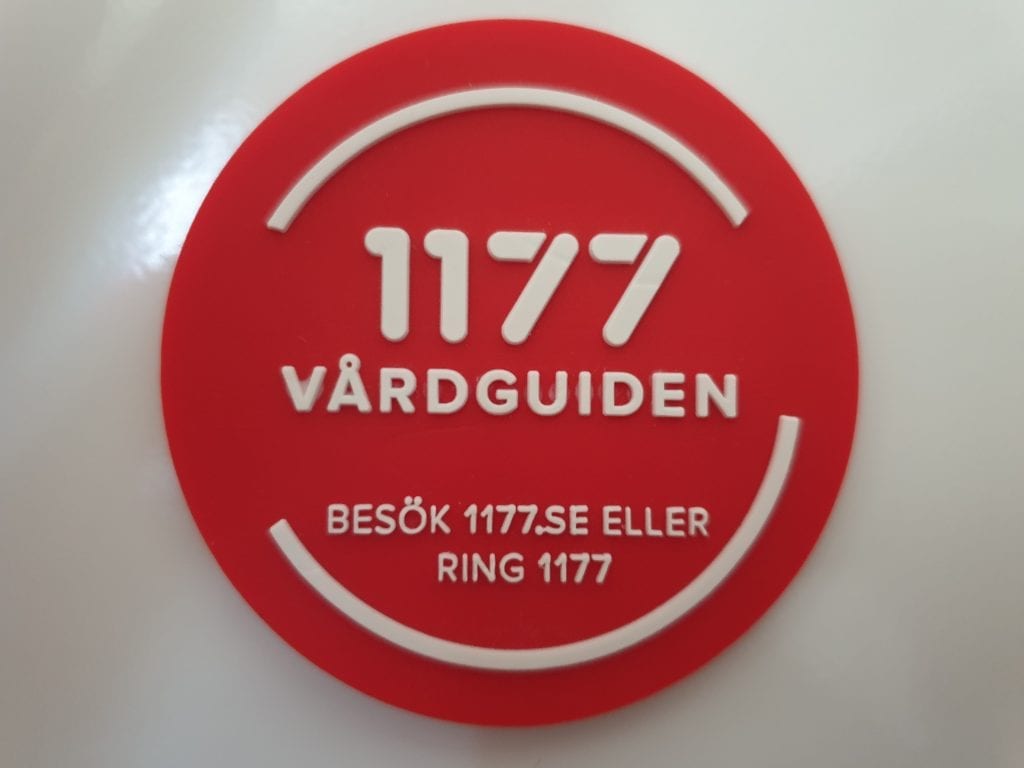 1177
VÅRDGUIDEN
BESÖK 1177.SE ELLER
RING 1177